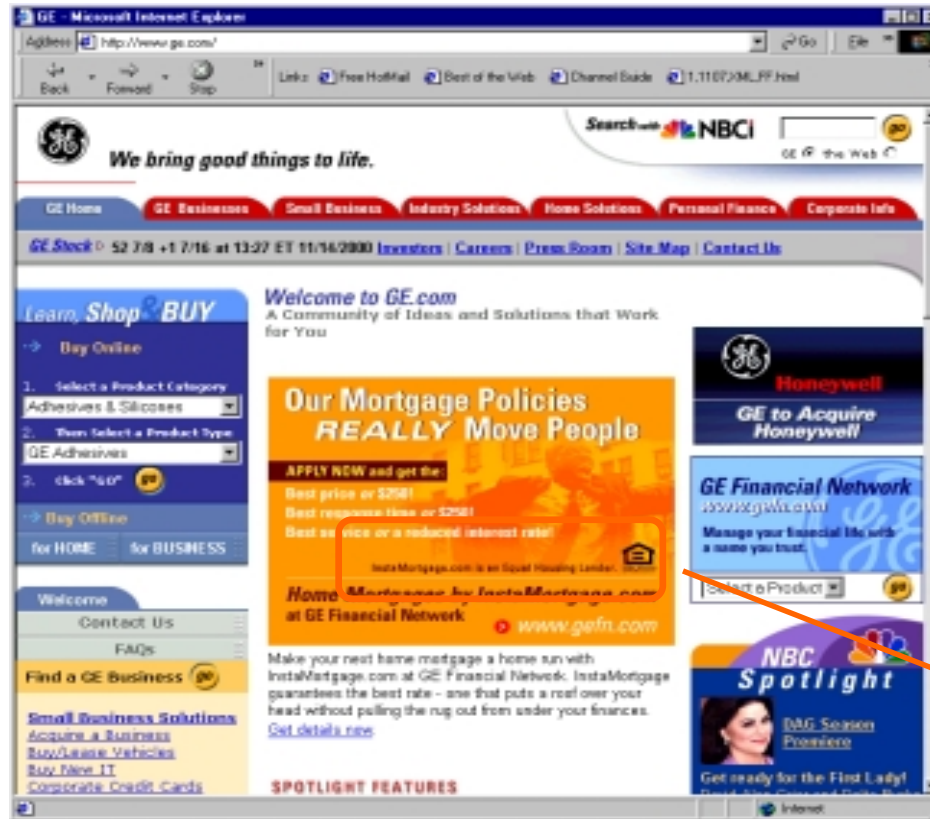 GE - Microsoft Internet Explorer
Address http://www.ge.com/ Go File
Back Forward Stop Links Free HotMail Best of the Web Channel Guide
GE We bring good things to life.
Search with NBCi go
GE the Web
GE Home GE Businesses Small Business Industry Solutions Home Solutions Personal Finance Corporate Info
GE Stock 52 7/8 +1 7/16 at 13:27 ET 11/14/2000 Investors | Careers | Press Room | Site Map | Contact Us
Learn, Shop & BUY
Buy Online
1. Select a Product Category
Adhesives & Silicones
2. Then Select a Product Type
GE Adhesives
3. Click "GO" go
Buy Offline
for HOME for BUSINESS
Welcome
Contact Us
FAQs
Find a GE Business go
Small Business Solutions
Acquire a Business
Buy/Lease Vehicles
Buy New IT
Corporate Credit Cards
Welcome to GE.com
A Community of Ideas and Solutions that Work
for You
Our Mortgage Policies
REALLY Move People
APPLY NOW and get the:
Best price or $250!
Best response time or $250!
Best service or a reduced interest rate!
InstaMortgage.com is an Equal Housing Lender.
Home Mortgages by InstaMortgage.com
at GE Financial Network
www.gefn.com
Make your next home mortgage a home run with
InstaMortgage.com at GE Financial Network. InstaMortgage
guarantees the best rate - one that puts a roof over your
head without pulling the rug out from under your finances.
Get details now.
SPOTLIGHT FEATURES
GE
Honeywell
GE to Acquire
Honeywell
GE Financial Network
www.gefn.com
Manage your financial life with
a name you trust.
Select a Product go
NBC
Spotlight
DAG Season
Premiere
Get ready for the First Lady!
Internet